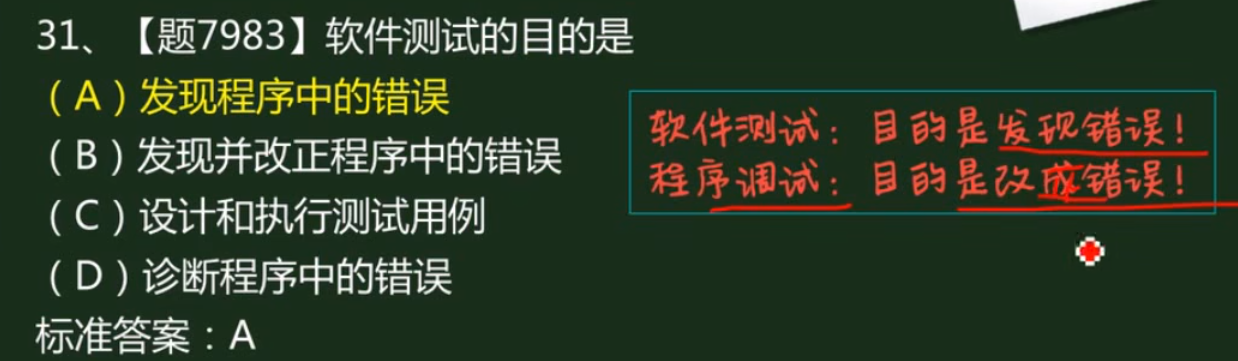 31、【题7983】软件测试的目的是
（A）发现程序中的错误
（B）发现并改正程序中的错误
（C）设计和执行测试用例
（D）诊断程序中的错误
标准答案：A
软件测试：目的是发现错误！
程序调试：目的是改成错误！